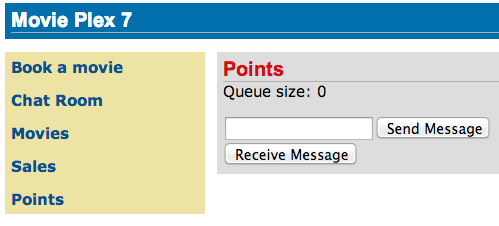 Movie Plex 7
Book a movie
Chat Room
Movies
Sales
Points
Points
Queue size: 0
Send Message
Receive Message